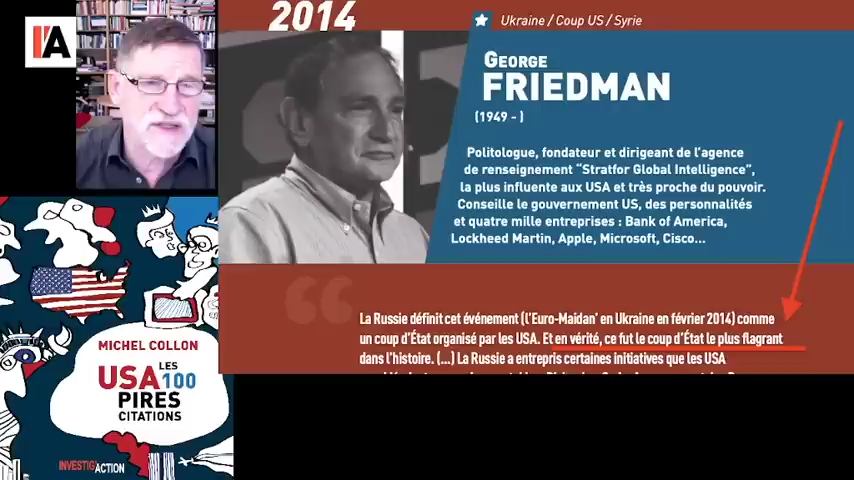 I'A
2014
Ukraine / Coup US / Syrie
GEORGE
FRIEDMAN
(1949 - )
Politologue, fondateur et dirigeant de l'agence
de renseignement "Stratfor Global Intelligence",
la plus influente aux USA et très proche du pouvoir.
Conseille le gouvernement US, des personnalités
et quatre mille entreprises : Bank of America,
Lockheed Martin, Apple, Microsoft, Cisco...
La Russie définit cet événement (l'Euro-Maidan' en Ukraine en février 2014) comme
un coup d'État organisé par les USA. Et en vérité, ce fut le coup d'État le plus flagrant
dans l'histoire. (...) La Russie a entrepris certaines initiatives que les USA
MICHEL COLLON
LES
USA 100
PIRES
CITATIONS
INVESTIG'ACTION